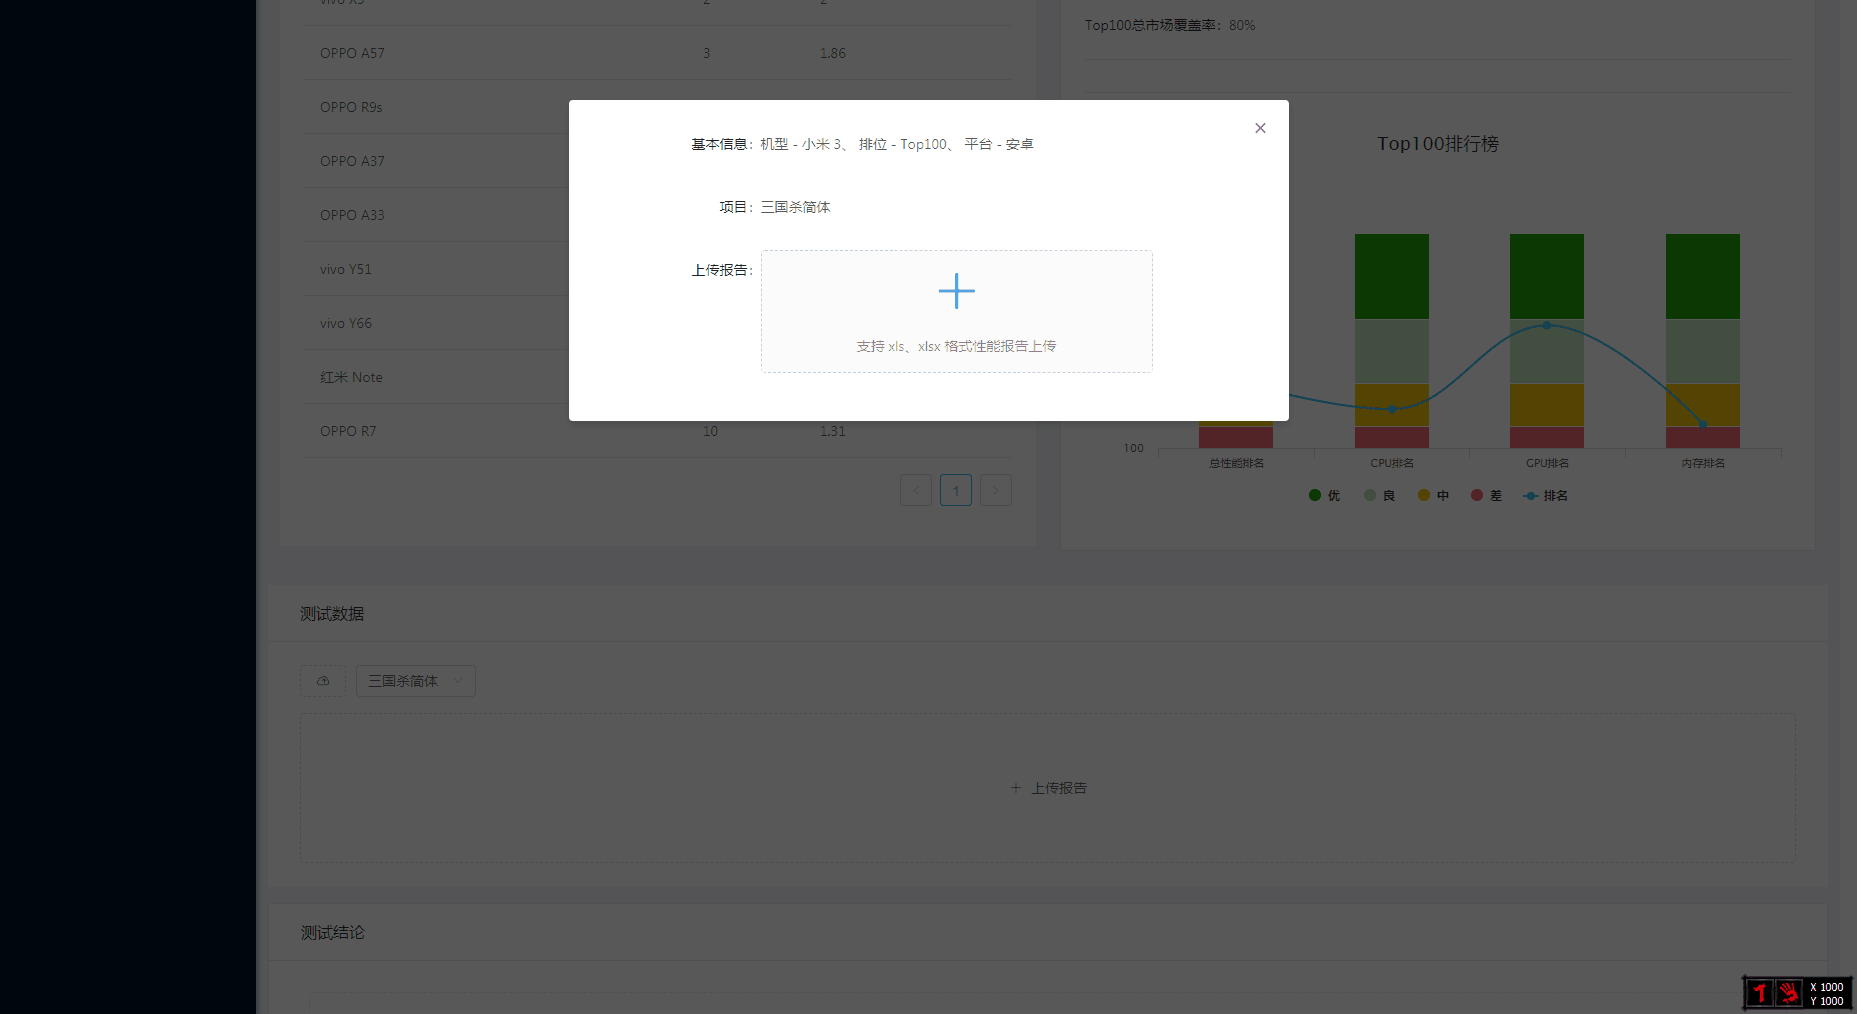 vivo X9 2 2
Top100总市场覆盖率：80%
OPPO A57 3 1.86
OPPO R9s
OPPO A37
OPPO A33
vivo Y51
vivo Y66
红米 Note
OPPO R7 10 1.31
1
基本信息：机型 - 小米 3、 排位 - Top100、 平台 - 安卓
项目：三国杀简体
上传报告：
支持 xls、xlsx 格式性能报告上传
Top100排行榜
100
总性能排名 CPU排名 GPU排名 内存排名
优 良 中 差 排名
测试数据
三国杀简体
上传报告
测试结论
X 1000
Y 1000